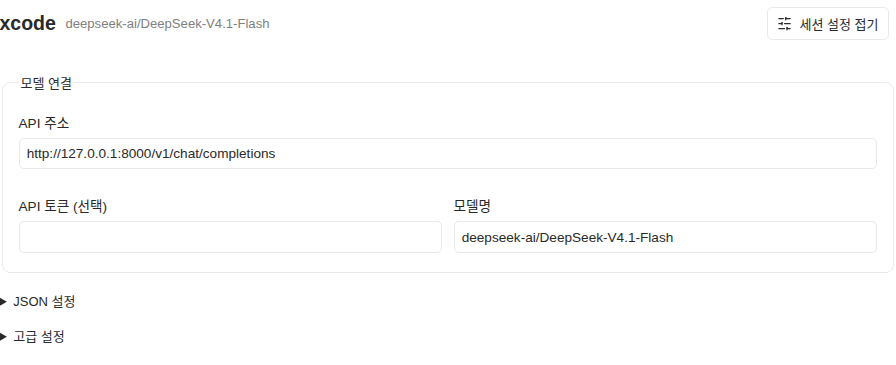 xcode deepseek-ai/DeepSeek-V4.1-Flash 세션 설정 접기
모델 연결
API 주소
http://127.0.0.1:8000/v1/chat/completions
API 토큰 (선택) 모델명
deepseek-ai/DeepSeek-V4.1-Flash
JSON 설정
고급 설정